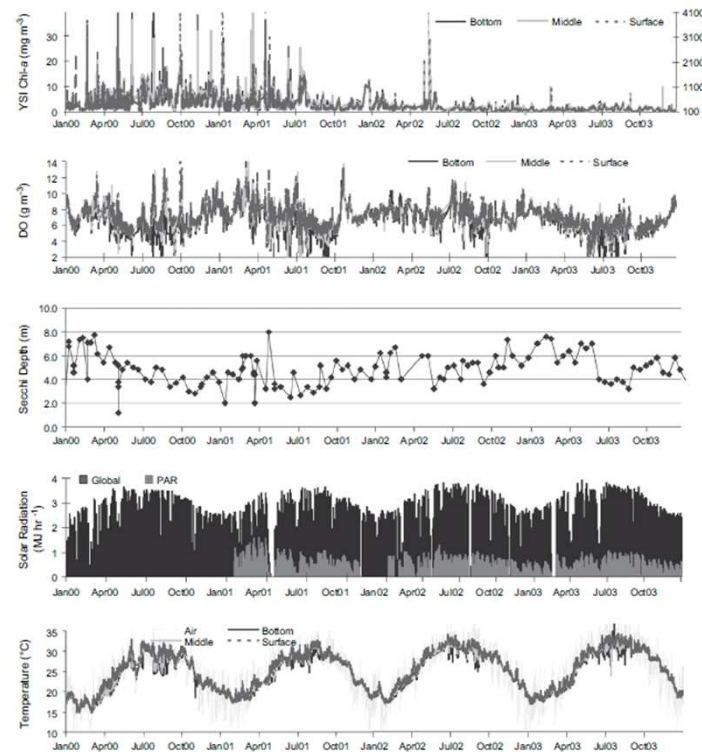 YSI Chl-a (mg m-3)
30
20
10
0
Bottom Middle Surface
4100
3100
2100
1100
100
Jan00 Apr00 Jul00 Oct00 Jan01 Apr01 Jul01 Oct01 Jan02 Apr02 Jul02 Oct02 Jan03 Apr03 Jul03 Oct03
DO (g m-3)
14
12
10
8
6
4
2
Bottom Middle Surface
Jan00 Apr00 Jul00 Oct00 Jan01 Apr01 Jul01 Oct01 Jan02 Apr02 Jul02 Oct02 Jan03 Apr03 Jul03 Oct03
Secchi Depth (m)
10.0
8.0
6.0
4.0
2.0
0.0
Jan00 Apr00 Jul00 Oct00 Jan01 Apr01 Jul01 Oct01 Jan02 Apr02 Jul02 Oct02 Jan03 Apr03 Jul03 Oct03
Solar Radiation
(MJ hr -1)
4
3
2
1
0
Global PAR
Jan00 Apr00 Jul00 Oct00 Jan01 Apr01 Jul01 Oct01 Jan02 Apr02 Jul02 Oct02 Jan03 Apr03 Jul03 Oct03
Temperature (°C)
35
30
25
20
15
10
Air Bottom
Middle Surface
Jan00 Apr00 Jul00 Oct00 Jan01 Apr01 Jul01 Oct01 Jan02 Apr02 Jul02 Oct02 Jan03 Apr03 Jul03 Oct03